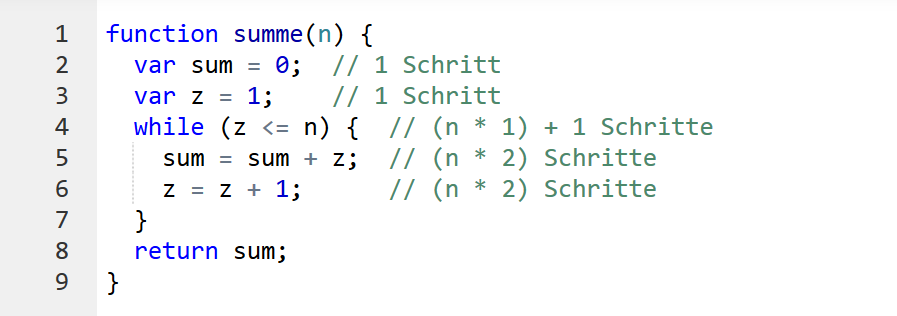 1 function summe(n) {
2 var sum = 0; // 1 Schritt
3 var z = 1; // 1 Schritt
4 while (z <= n) { // (n * 1) + 1 Schritte
5 sum = sum + z; // (n * 2) Schritte
6 z = z + 1; // (n * 2) Schritte
7 }
8 return sum;
9 }